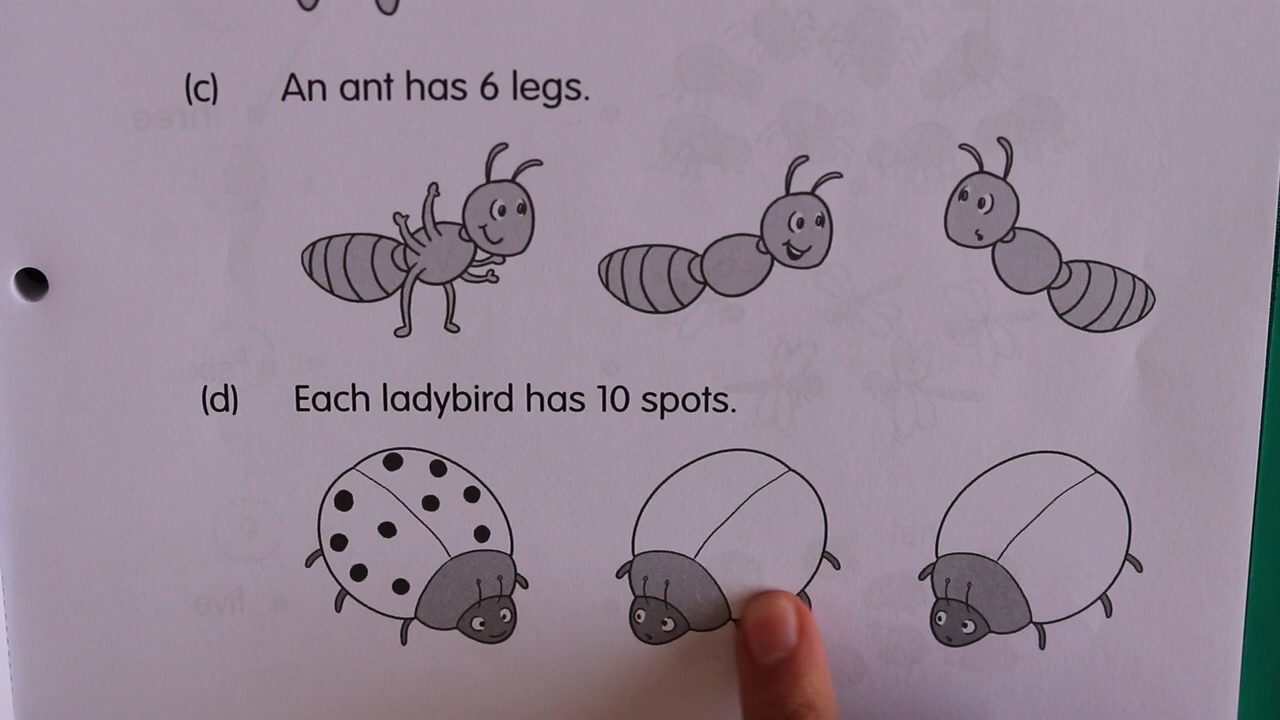 (c) An ant has 6 legs.
(d) Each ladybird has 10 spots.